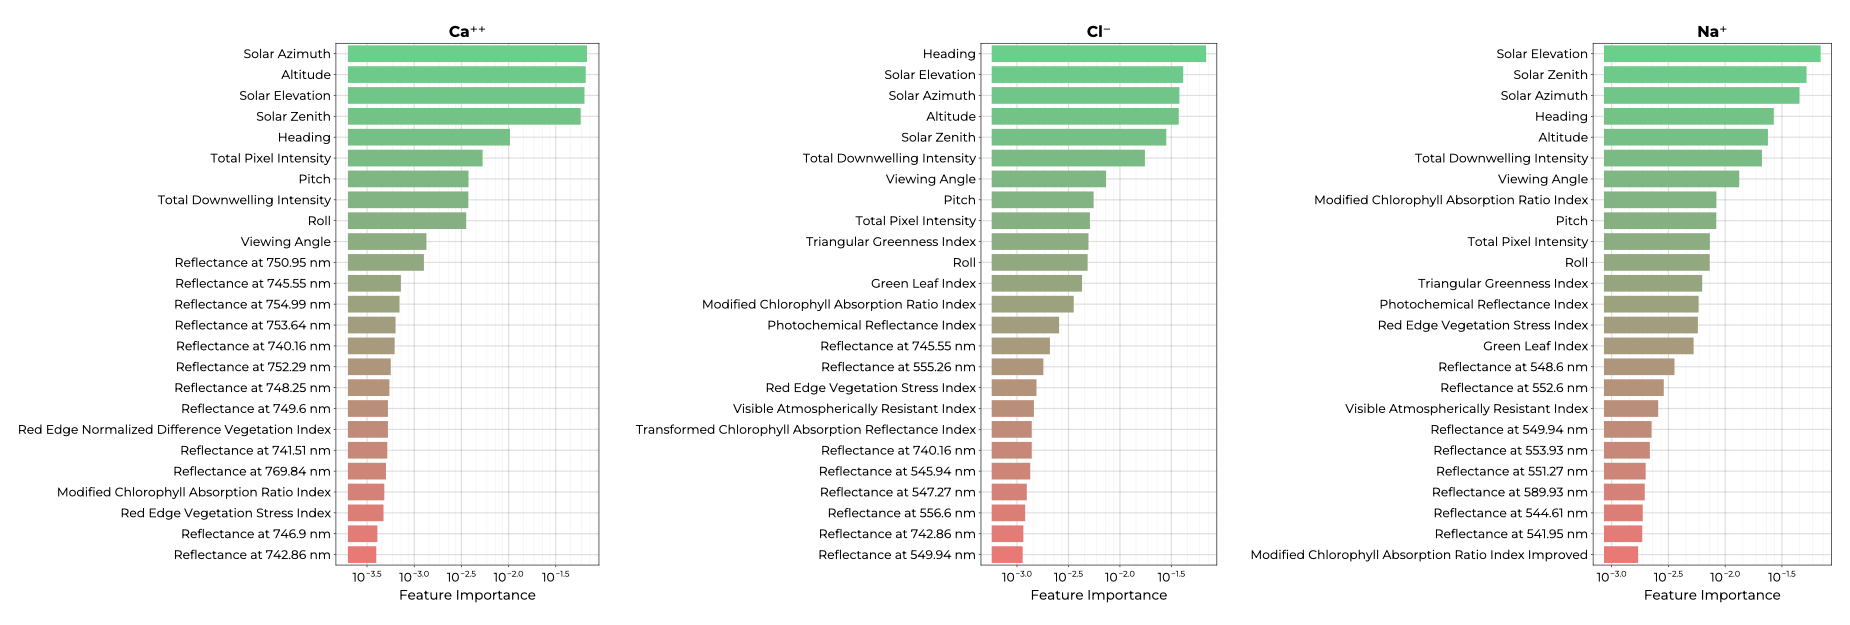 Ca⁺⁺
Solar Azimuth
Altitude
Solar Elevation
Solar Zenith
Heading
Total Pixel Intensity
Pitch
Total Downwelling Intensity
Roll
Viewing Angle
Reflectance at 750.95 nm
Reflectance at 745.55 nm
Reflectance at 754.99 nm
Reflectance at 753.64 nm
Reflectance at 740.16 nm
Reflectance at 752.29 nm
Reflectance at 748.25 nm
Reflectance at 749.6 nm
Red Edge Normalized Difference Vegetation Index
Reflectance at 741.51 nm
Reflectance at 769.84 nm
Modified Chlorophyll Absorption Ratio Index
Red Edge Vegetation Stress Index
Reflectance at 746.9 nm
Reflectance at 742.86 nm
10⁻³·⁵ 10⁻³·⁰ 10⁻²·⁵ 10⁻²·⁰ 10⁻¹·⁵
Feature Importance
Cl⁻
Heading
Solar Elevation
Solar Azimuth
Altitude
Solar Zenith
Total Downwelling Intensity
Viewing Angle
Pitch
Total Pixel Intensity
Triangular Greenness Index
Roll
Green Leaf Index
Modified Chlorophyll Absorption Ratio Index
Photochemical Reflectance Index
Reflectance at 745.55 nm
Reflectance at 555.26 nm
Red Edge Vegetation Stress Index
Visible Atmospherically Resistant Index
Transformed Chlorophyll Absorption Reflectance Index
Reflectance at 740.16 nm
Reflectance at 545.94 nm
Reflectance at 547.27 nm
Reflectance at 556.6 nm
Reflectance at 742.86 nm
Reflectance at 549.94 nm
10⁻³·⁰ 10⁻²·⁵ 10⁻²·⁰ 10⁻¹·⁵
Feature Importance
Na⁺
Solar Elevation
Solar Zenith
Solar Azimuth
Heading
Altitude
Total Downwelling Intensity
Viewing Angle
Modified Chlorophyll Absorption Ratio Index
Pitch
Total Pixel Intensity
Roll
Triangular Greenness Index
Photochemical Reflectance Index
Red Edge Vegetation Stress Index
Green Leaf Index
Reflectance at 548.6 nm
Reflectance at 552.6 nm
Visible Atmospherically Resistant Index
Reflectance at 549.94 nm
Reflectance at 553.93 nm
Reflectance at 551.27 nm
Reflectance at 589.93 nm
Reflectance at 544.61 nm
Reflectance at 541.95 nm
Modified Chlorophyll Absorption Ratio Index Improved
10⁻³·⁰ 10⁻²·⁵ 10⁻²·⁰ 10⁻¹·⁵
Feature Importance